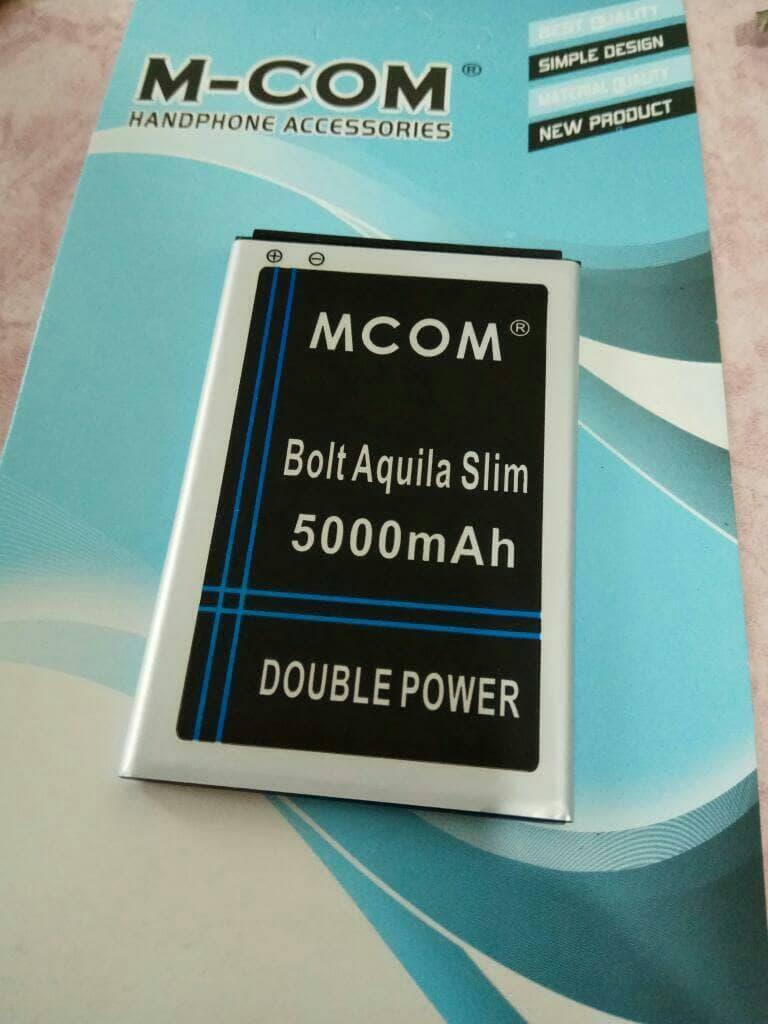 M-COM®
HANDPHONE ACCESSORIES
BEST QUALITY
SIMPLE DESIGN
MATERIAL QUALITY
NEW PRODUCT
MCOM®
Bolt Aquila Slim
5000mAh
DOUBLE POWER